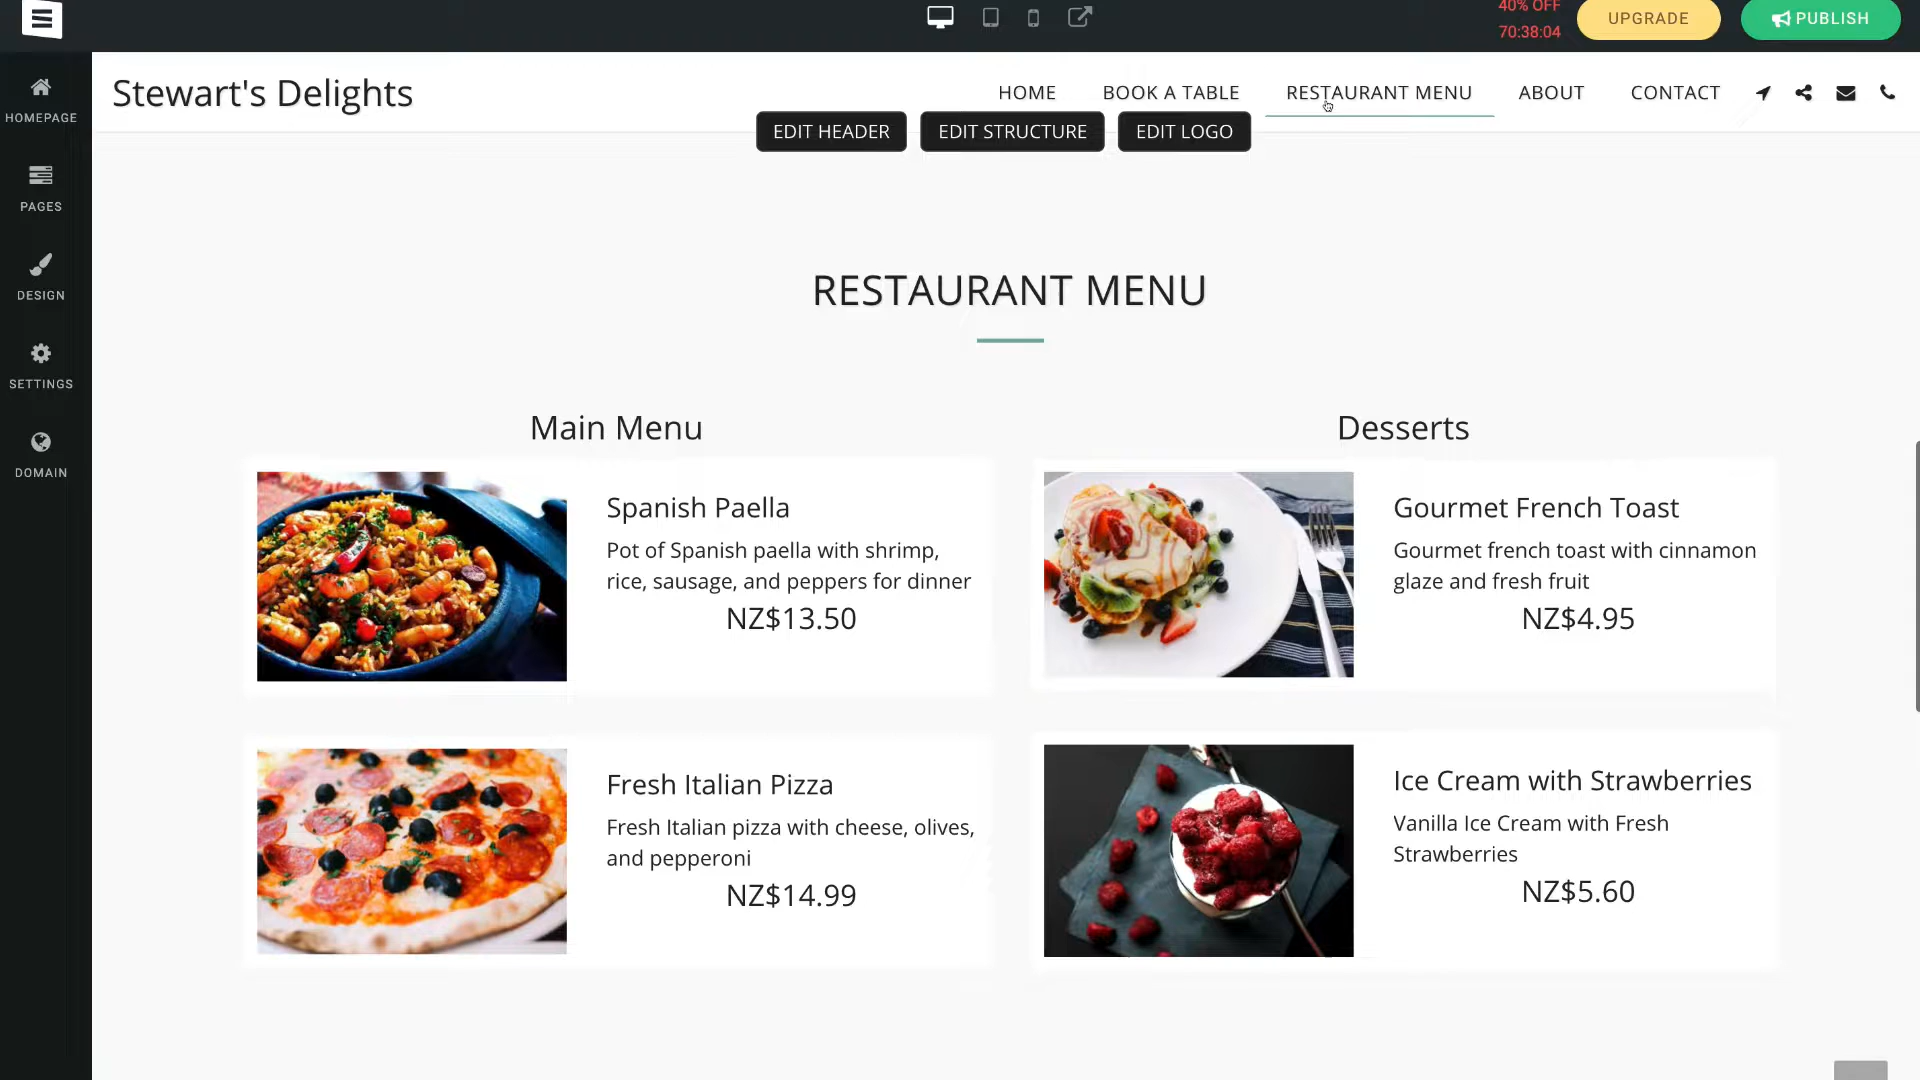 40% OFF
70:38:04
UPGRADE
PUBLISH
HOMEPAGE
PAGES
DESIGN
SETTINGS
DOMAIN
Stewart's Delights
HOME
BOOK A TABLE
RESTAURANT MENU
ABOUT
CONTACT
EDIT HEADER
EDIT STRUCTURE
EDIT LOGO
RESTAURANT MENU
Main Menu
Spanish Paella
Pot of Spanish paella with shrimp,
rice, sausage, and peppers for dinner
NZ$13.50
Fresh Italian Pizza
Fresh Italian pizza with cheese, olives,
and pepperoni
NZ$14.99
Desserts
Gourmet French Toast
Gourmet french toast with cinnamon
glaze and fresh fruit
NZ$4.95
Ice Cream with Strawberries
Vanilla Ice Cream with Fresh
Strawberries
NZ$5.60